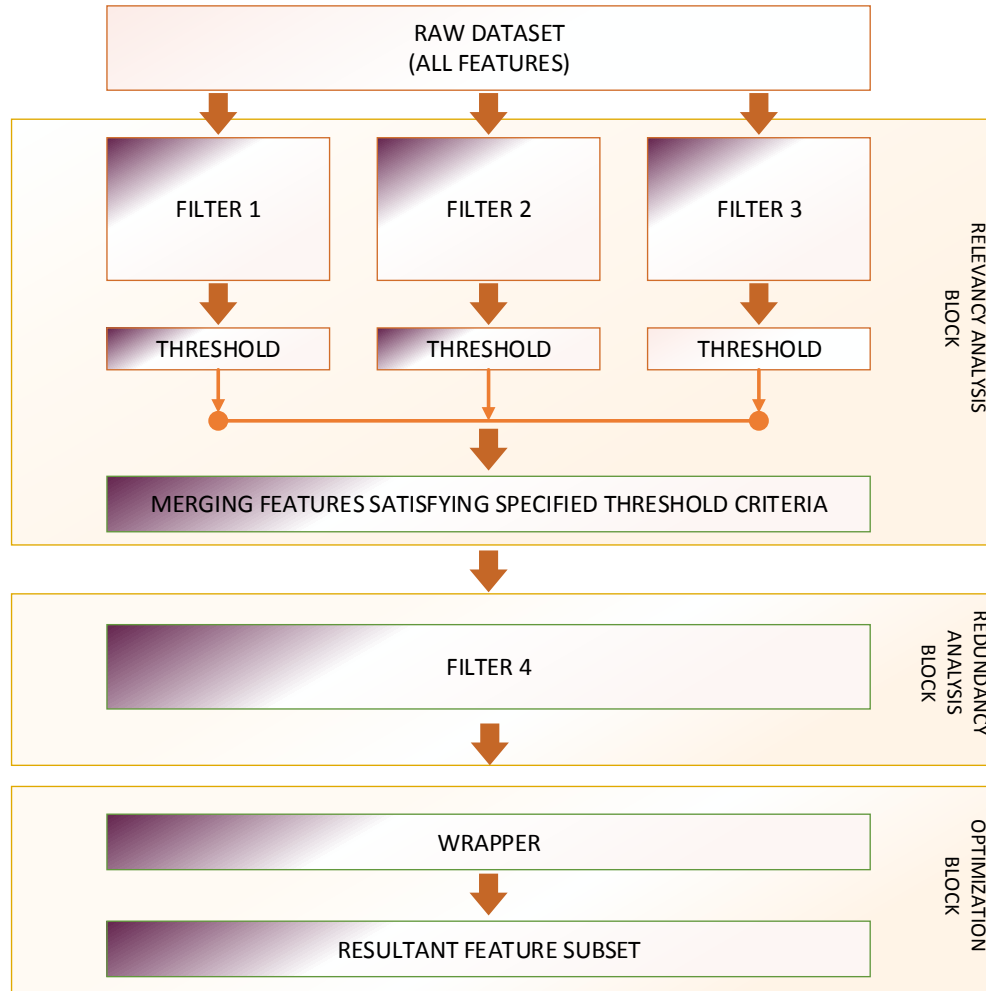 RAW DATASET
(ALL FEATURES)
FILTER 1
FILTER 2
FILTER 3
THRESHOLD
THRESHOLD
THRESHOLD
MERGING FEATURES SATISFYING SPECIFIED THRESHOLD CRITERIA
RELEVANCY ANALYSIS
BLOCK
FILTER 4
REDUNDANCY
ANALYSIS
BLOCK
WRAPPER
RESULTANT FEATURE SUBSET
OPTIMIZATION
BLOCK